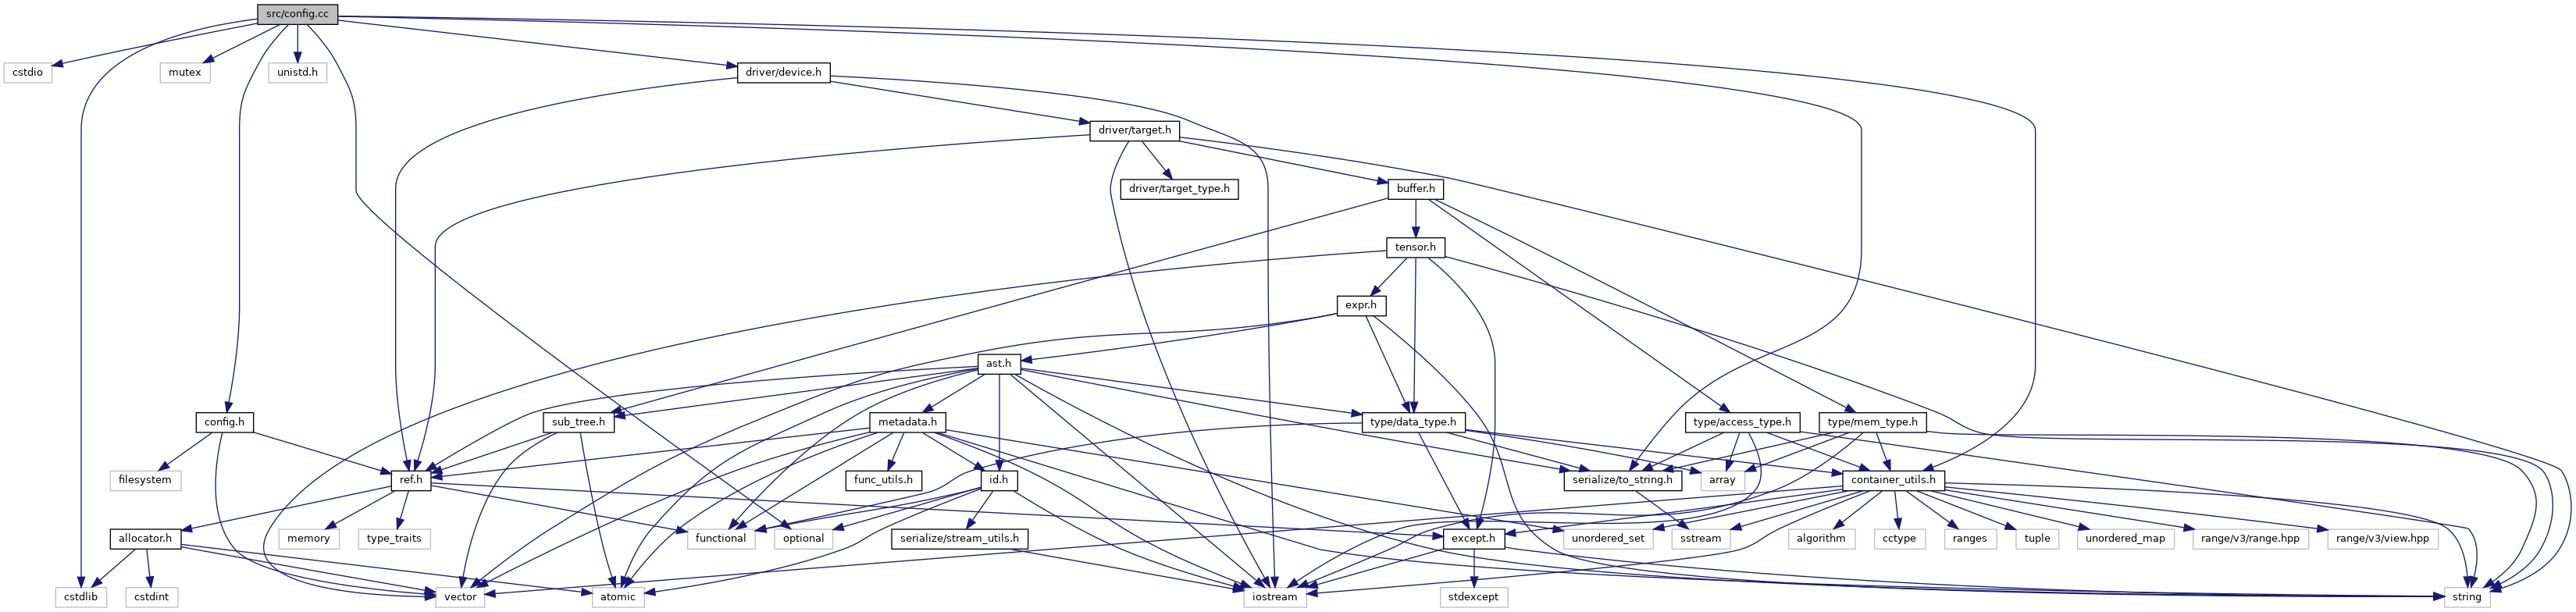 src/config.cc
cstdio
mutex
unistd.h
driver/device.h
driver/target.h
driver/target_type.h
buffer.h
tensor.h
expr.h
ast.h
config.h
sub_tree.h
metadata.h
type/data_type.h
type/access_type.h
type/mem_type.h
filesystem
ref.h
func_utils.h
id.h
serialize/to_string.h
array
container_utils.h
allocator.h
memory
type_traits
functional
optional
serialize/stream_utils.h
except.h
unordered_set
sstream
algorithm
cctype
ranges
tuple
unordered_map
range/v3/range.hpp
range/v3/view.hpp
cstdlib
cstdint
vector
atomic
iostream
stdexcept
string